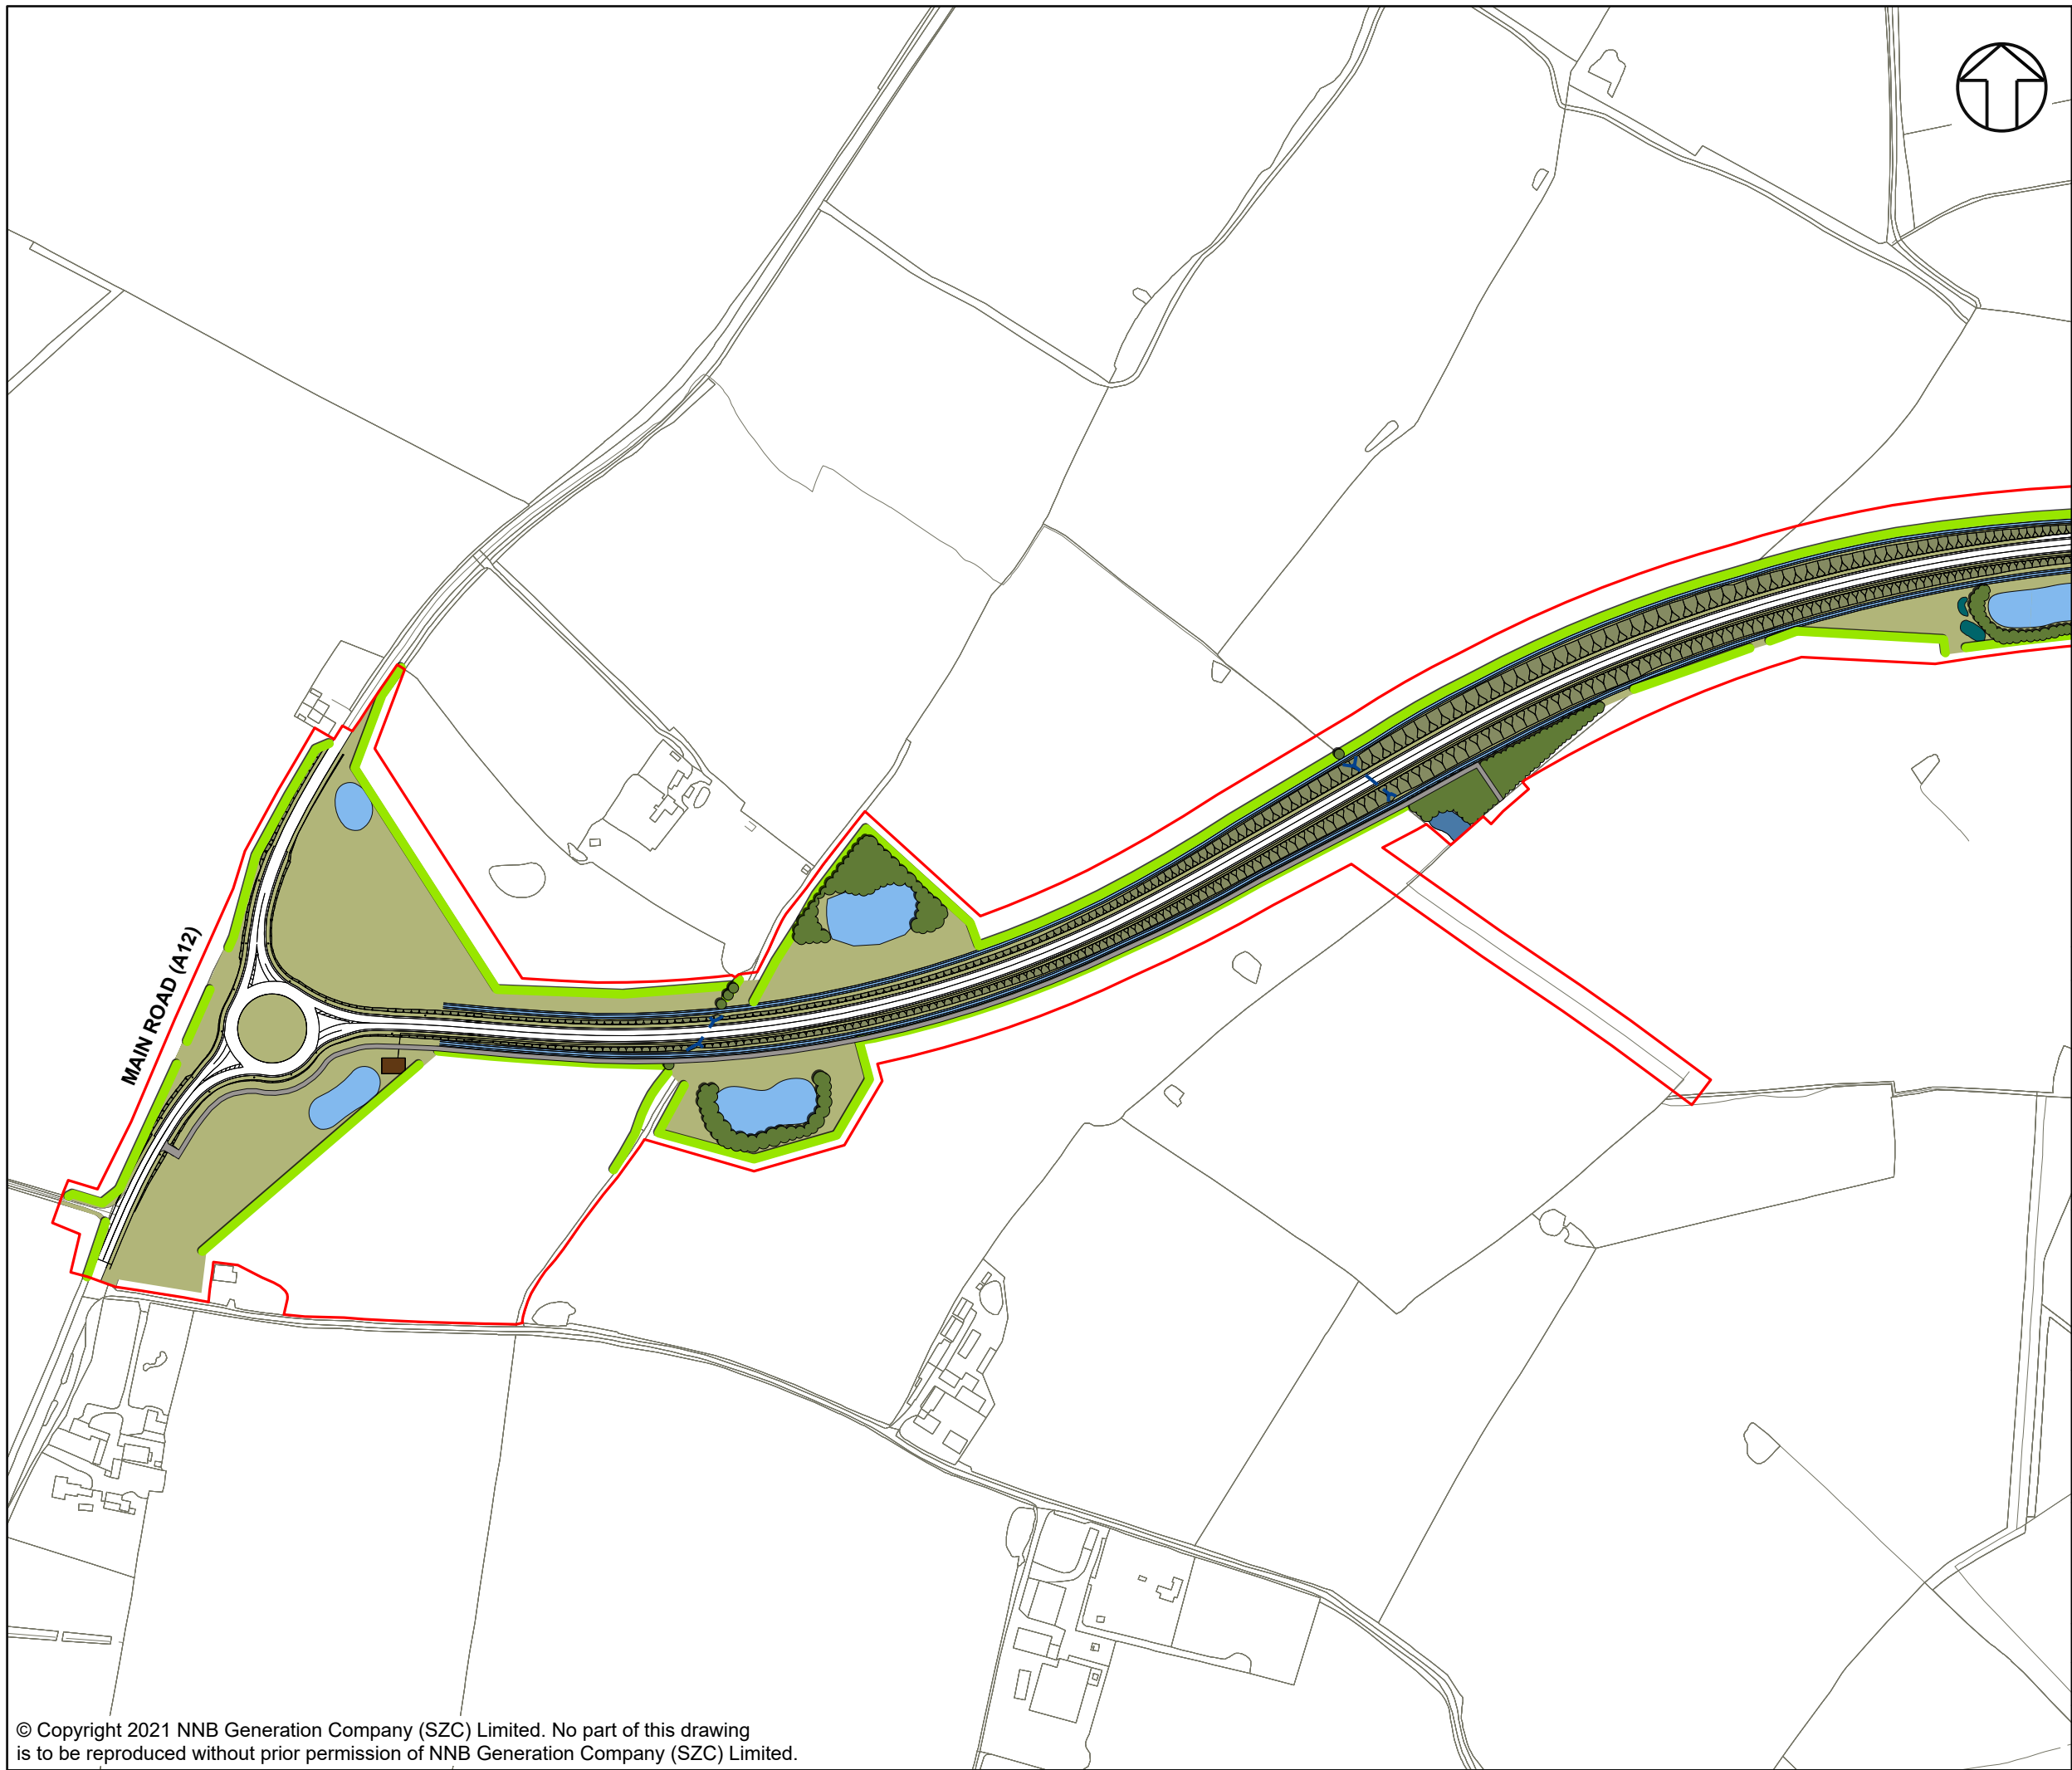 MAIN ROAD (A12)
© Copyright 2021 NNB Generation Company (SZC) Limited. No part of this drawing
is to be reproduced without prior permission of NNB Generation Company (SZC) Limited.